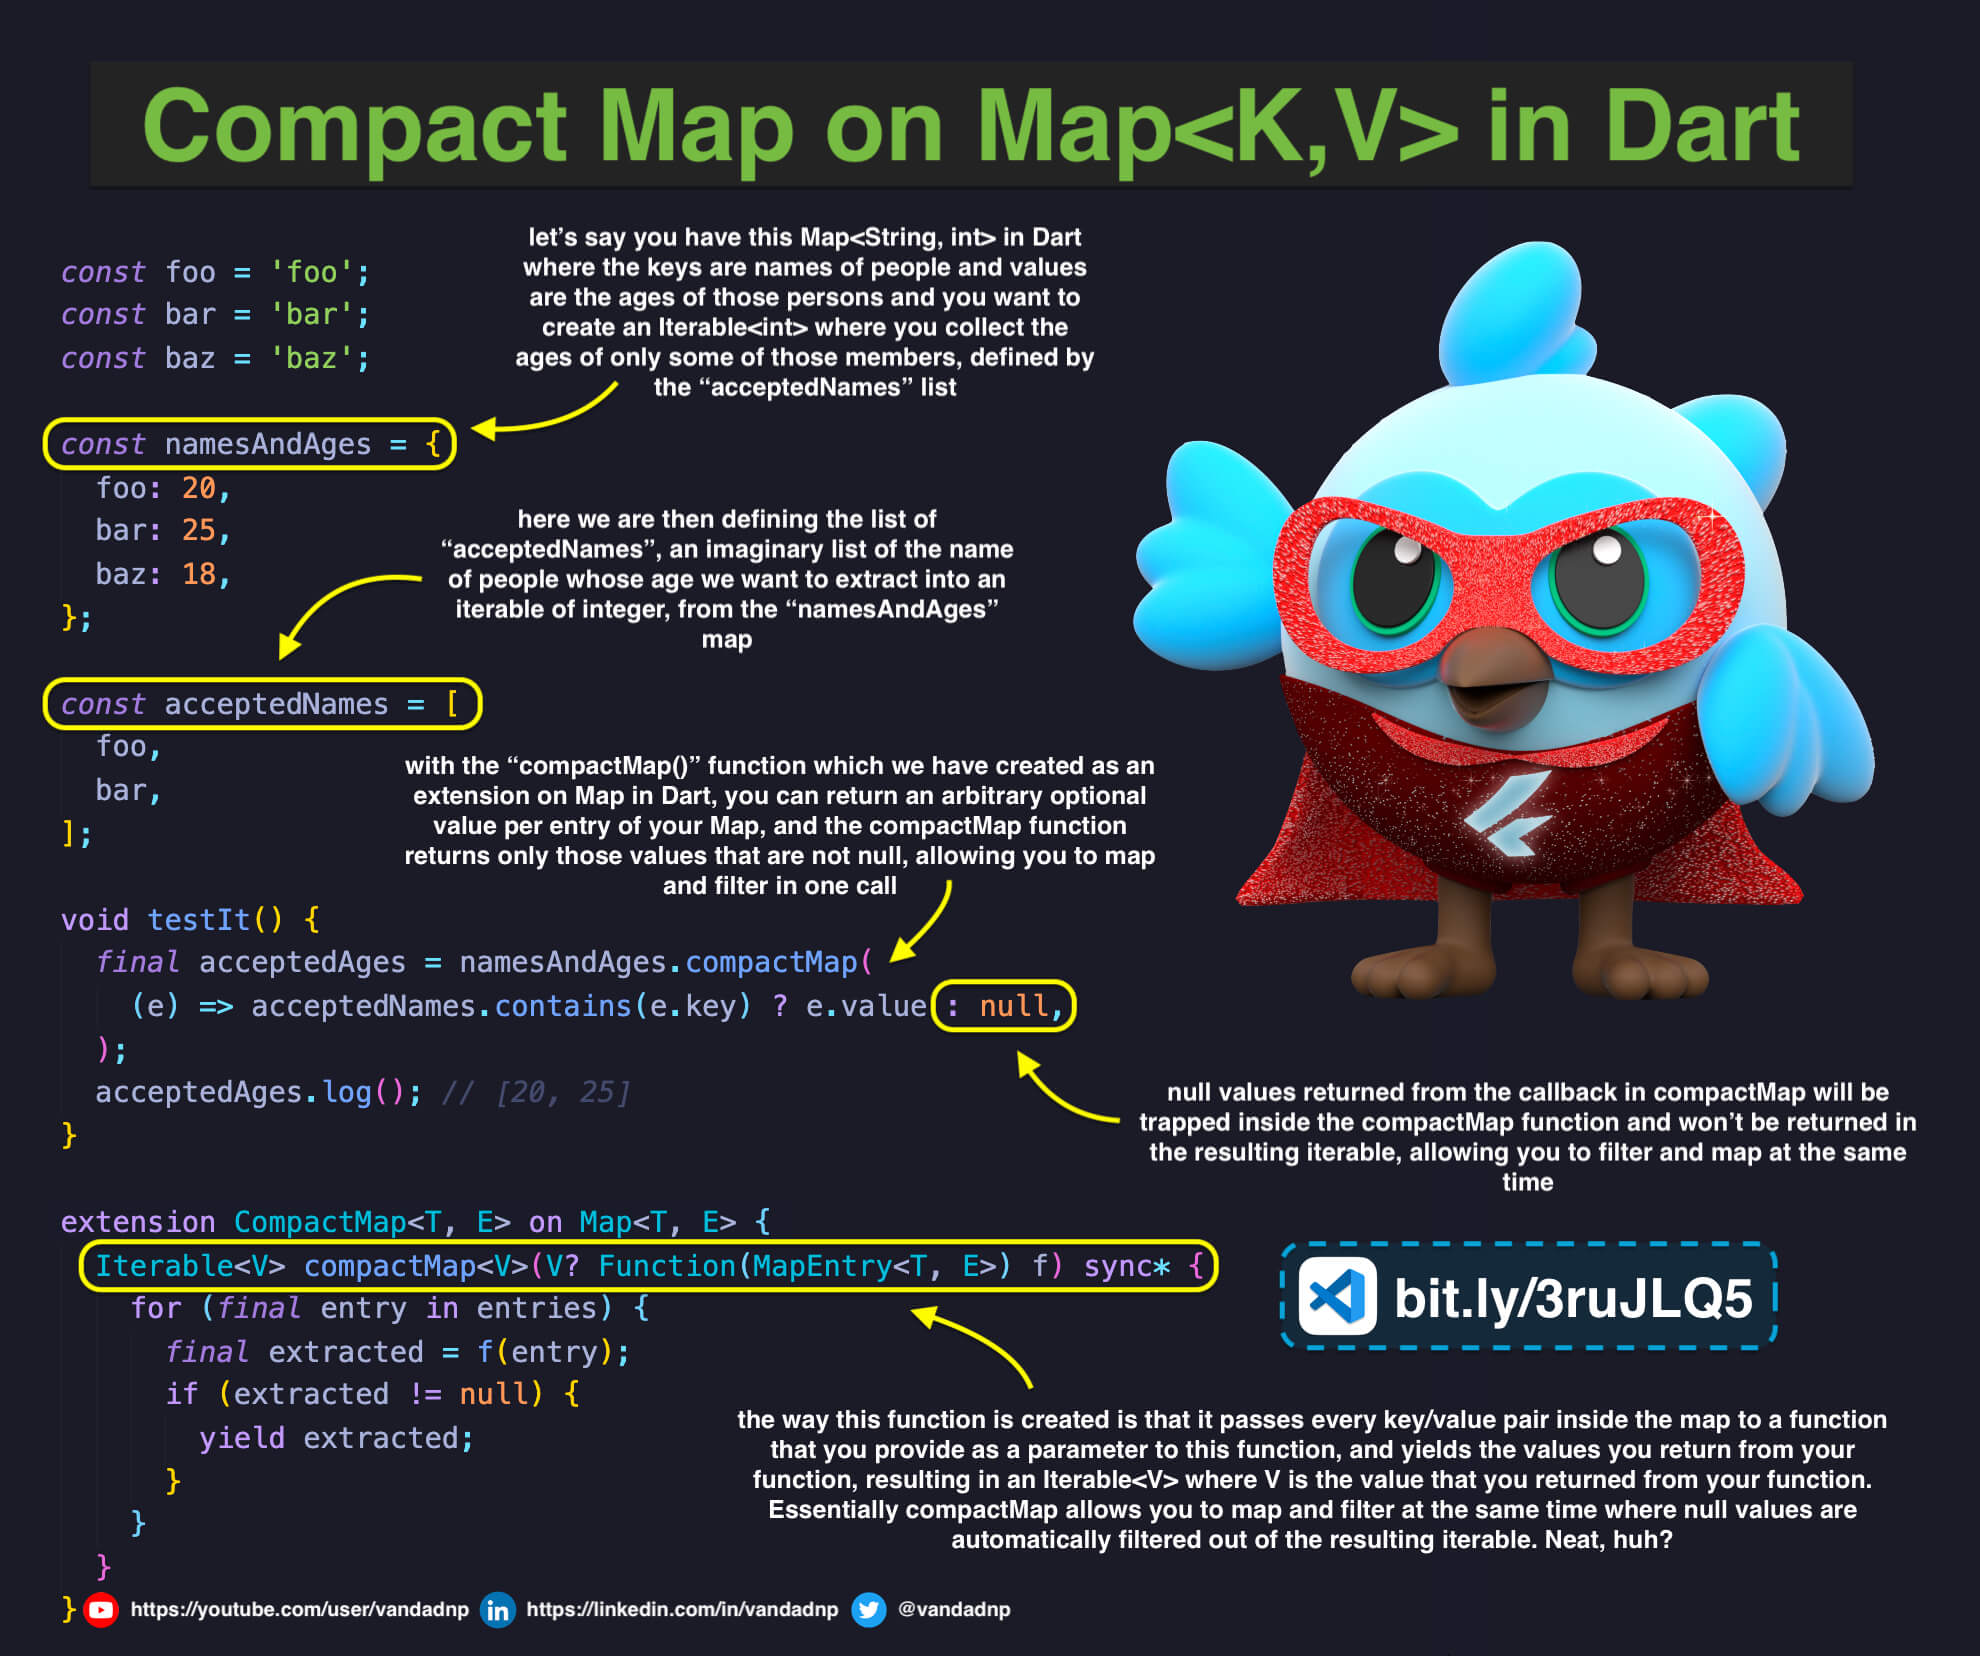 Compact Map on Map<K,V> in Dart
let’s say you have this Map<String, int> in Dart
where the keys are names of people and values
are the ages of those persons and you want to
create an Iterable<int> where you collect the
ages of only some of those members, defined by
the “acceptedNames” list
const foo = 'foo';
const bar = 'bar';
const baz = 'baz';
const namesAndAges = {
foo: 20,
bar: 25,
baz: 18,
};
here we are then defining the list of
“acceptedNames”, an imaginary list of the name
of people whose age we want to extract into an
iterable of integer, from the “namesAndAges”
map
const acceptedNames = [
foo,
bar,
];
with the “compactMap()” function which we have created as an
extension on Map in Dart, you can return an arbitrary optional
value per entry of your Map, and the compactMap function
returns only those values that are not null, allowing you to map
and filter in one call
void testIt() {
final acceptedAges = namesAndAges.compactMap(
(e) => acceptedNames.contains(e.key) ? e.value : null,
);
acceptedAges.log(); // [20, 25]
}
null values returned from the callback in compactMap will be
trapped inside the compactMap function and won’t be returned in
the resulting iterable, allowing you to filter and map at the same
time
extension CompactMap<T, E> on Map<T, E> {
Iterable<V> compactMap<V>(V? Function(MapEntry<T, E>) f) sync* {
for (final entry in entries) {
final extracted = f(entry);
if (extracted != null) {
yield extracted;
}
}
}
}
bit.ly/3ruJLQ5
the way this function is created is that it passes every key/value pair inside the map to a function
that you provide as a parameter to this function, and yields the values you return from your
function, resulting in an Iterable<V> where V is the value that you returned from your function.
Essentially compactMap allows you to map and filter at the same time where null values are
automatically filtered out of the resulting iterable. Neat, huh?
https://youtube.com/user/vandadnp https://linkedin.com/in/vandadnp @vandadnp